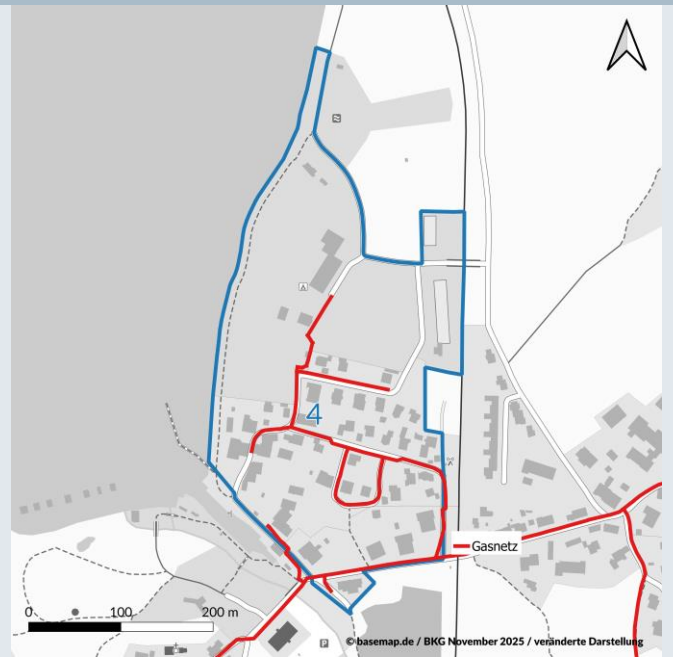 4
Gasnetz
0 100 200 m
P
©basemap.de / BKG November 2025 / veränderte Darstellung